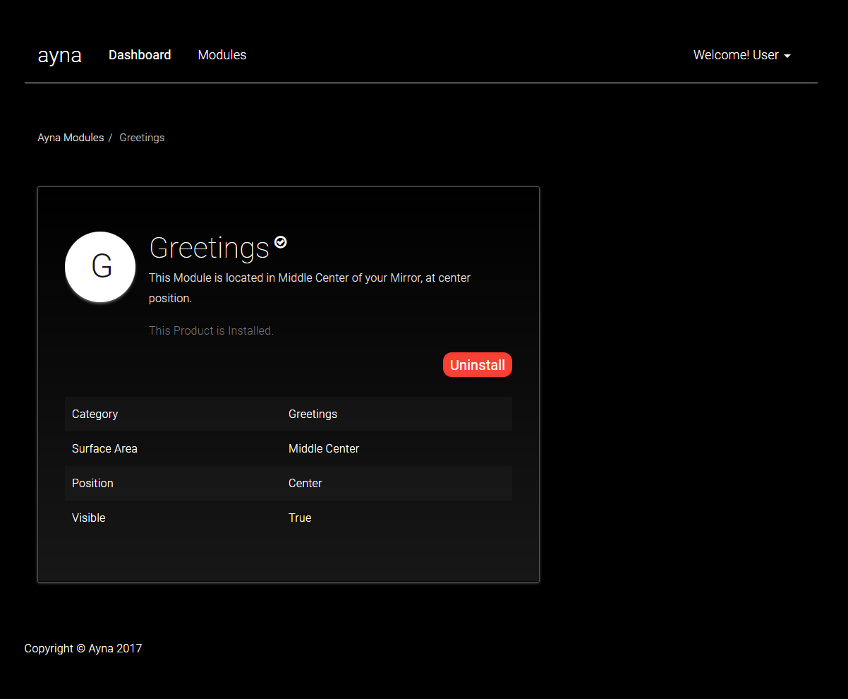 ayna Dashboard Modules Welcome! User
Ayna Modules / Greetings
G
Greetings
This Module is located in Middle Center of your Mirror, at center
position.
This Product is Installed.
Uninstall
Category Greetings
Surface Area Middle Center
Position Center
Visible True
Copyright © Ayna 2017